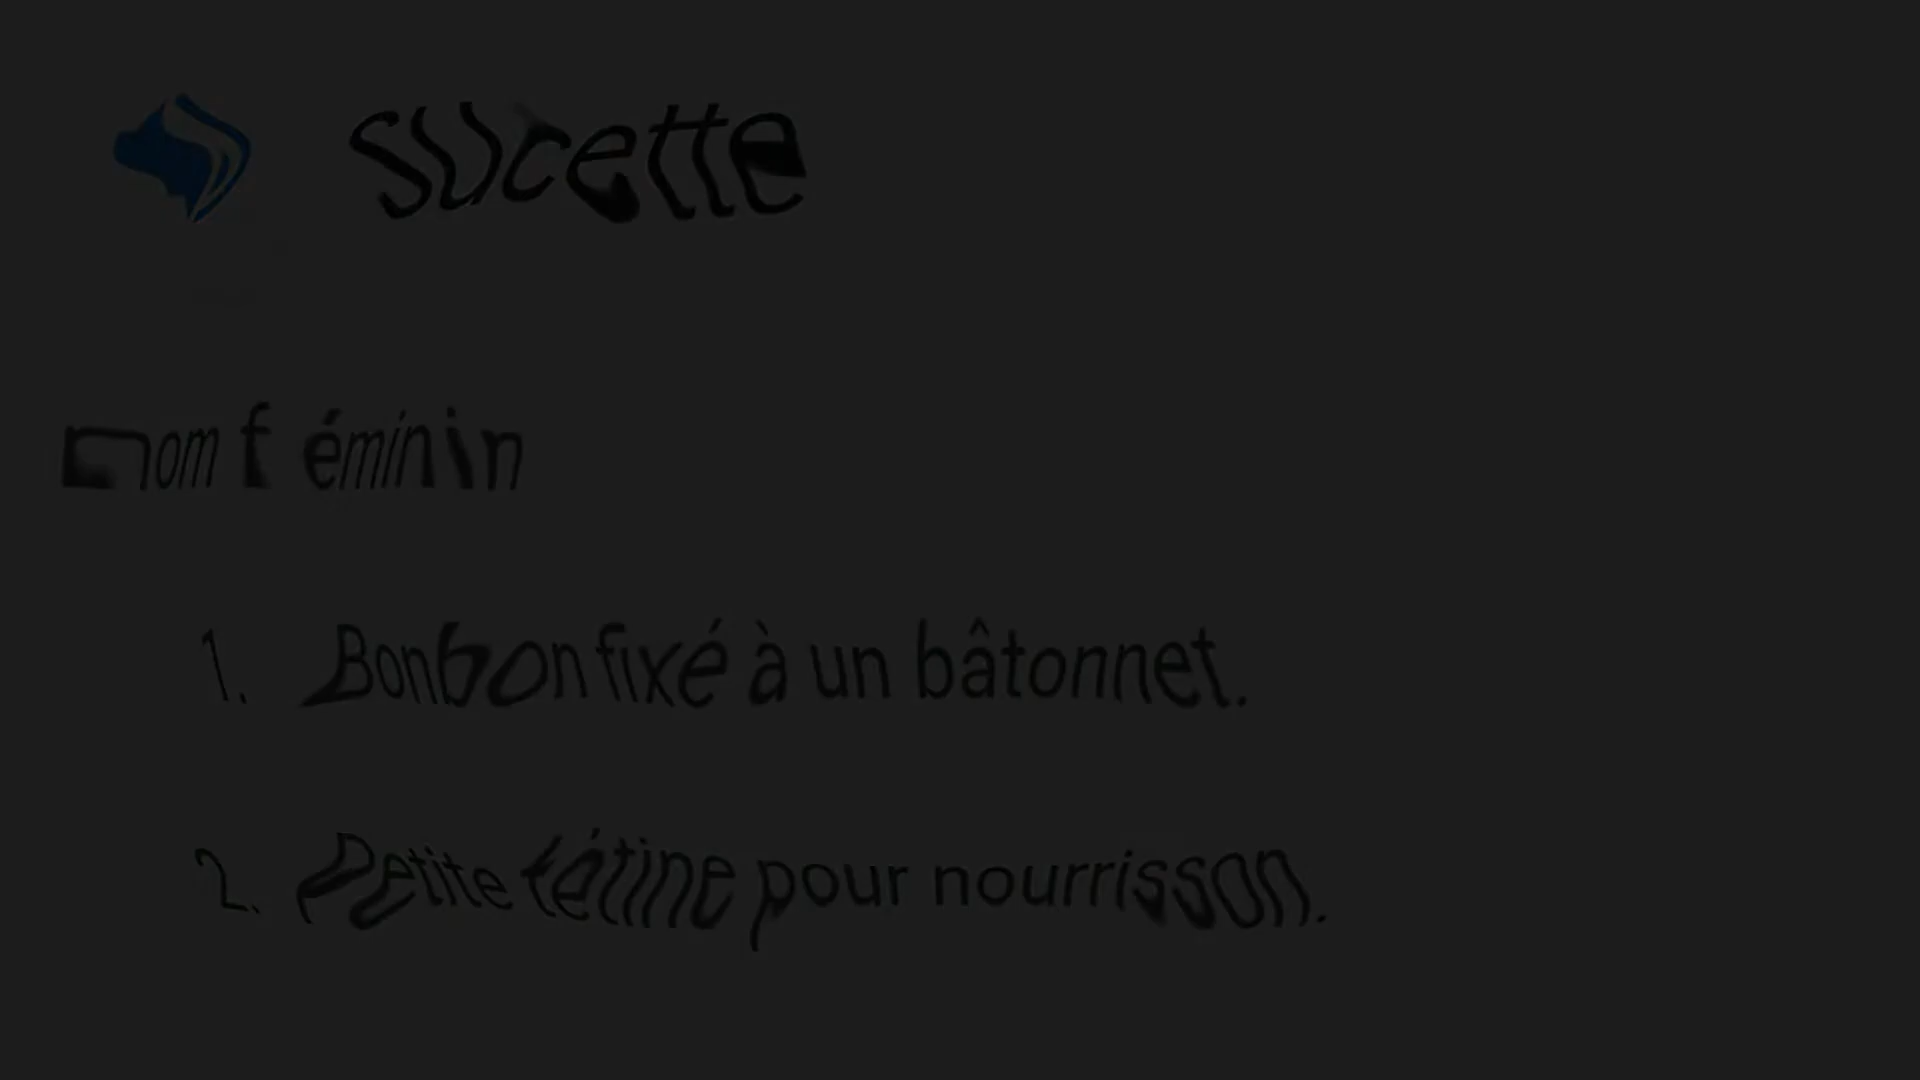 sucette
nom féminin
1. Bonbon fixé à un bâtonnet.
2. Petite tétine pour nourrisson.